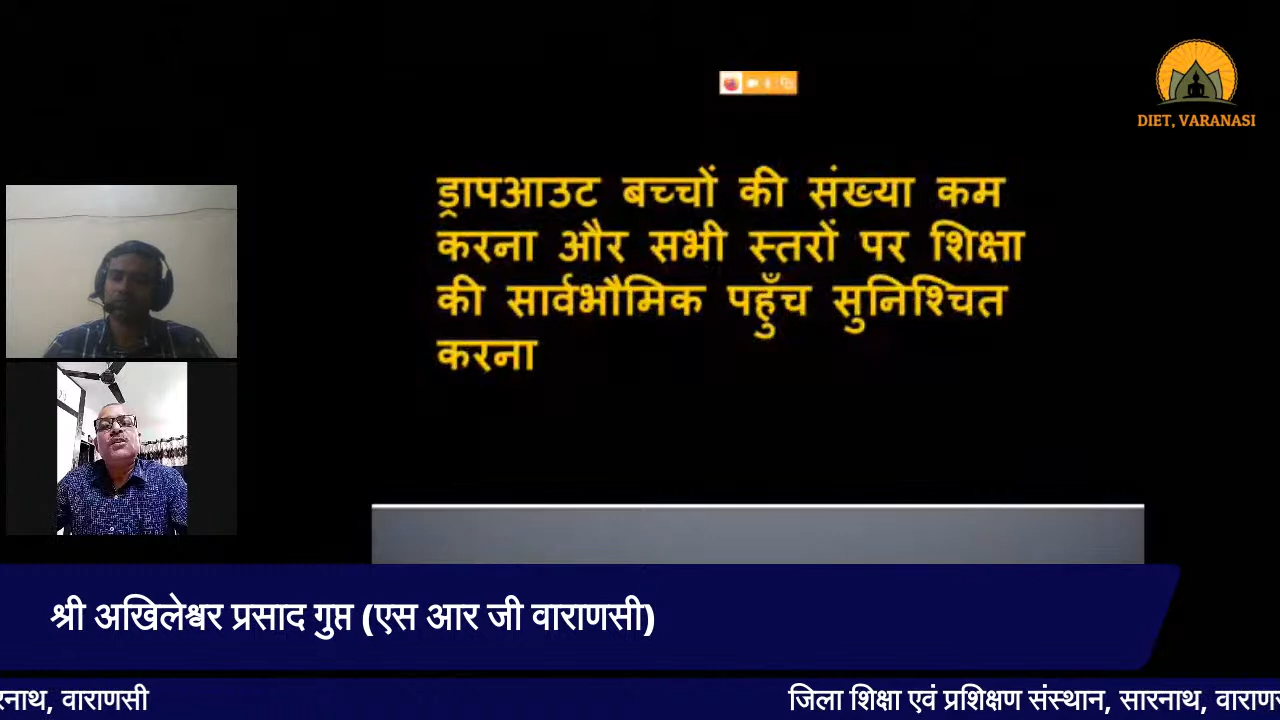 DIET, VARANASI
ड्रापआउट बच्चों की संख्या कम
करना और सभी स्तरों पर शिक्षा
की सार्वभौमिक पहुँच सुनिश्चित
करना
श्री अखिलेश्वर प्रसाद गुप्त (एस आर जी वाराणसी)
रनाथ, वाराणसी
जिला शिक्षा एवं प्रशिक्षण संस्थान, सारनाथ, वाराणस